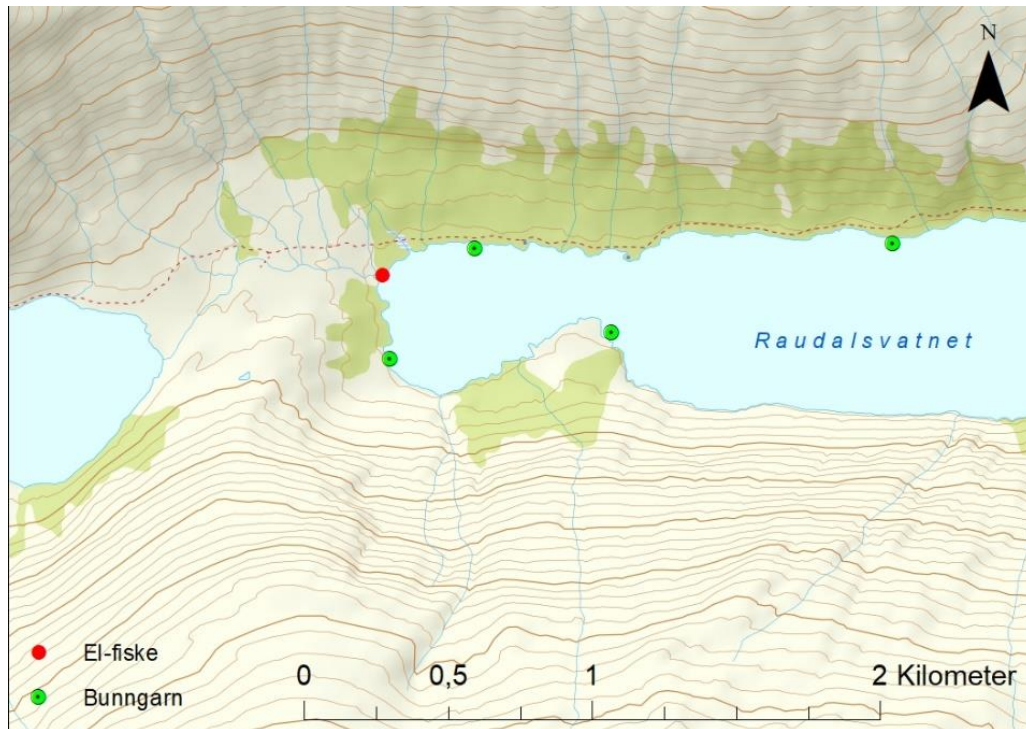 N
Raudalsvatnet
El-fiske
Bunngarn
0 0,5 1 2 Kilometer